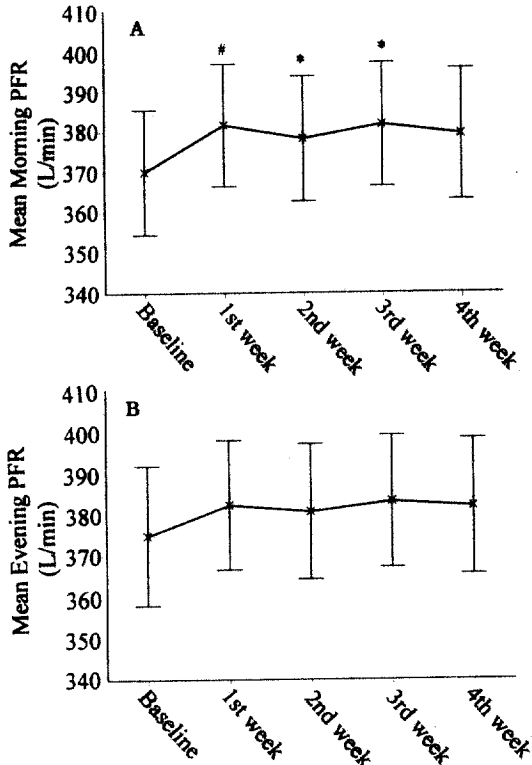 A
Mean Morning PFR
(L/min)
410
400
390
380
370
360
350
340
#
*
*
Baseline
1st week
2nd week
3rd week
4th week
B
Mean Evening PFR
(L/min)
410
400
390
380
370
360
350
340
Baseline
1st week
2nd week
3rd week
4th week